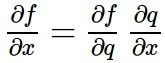 ∂f/∂x = ∂f/∂q ∂q/∂x